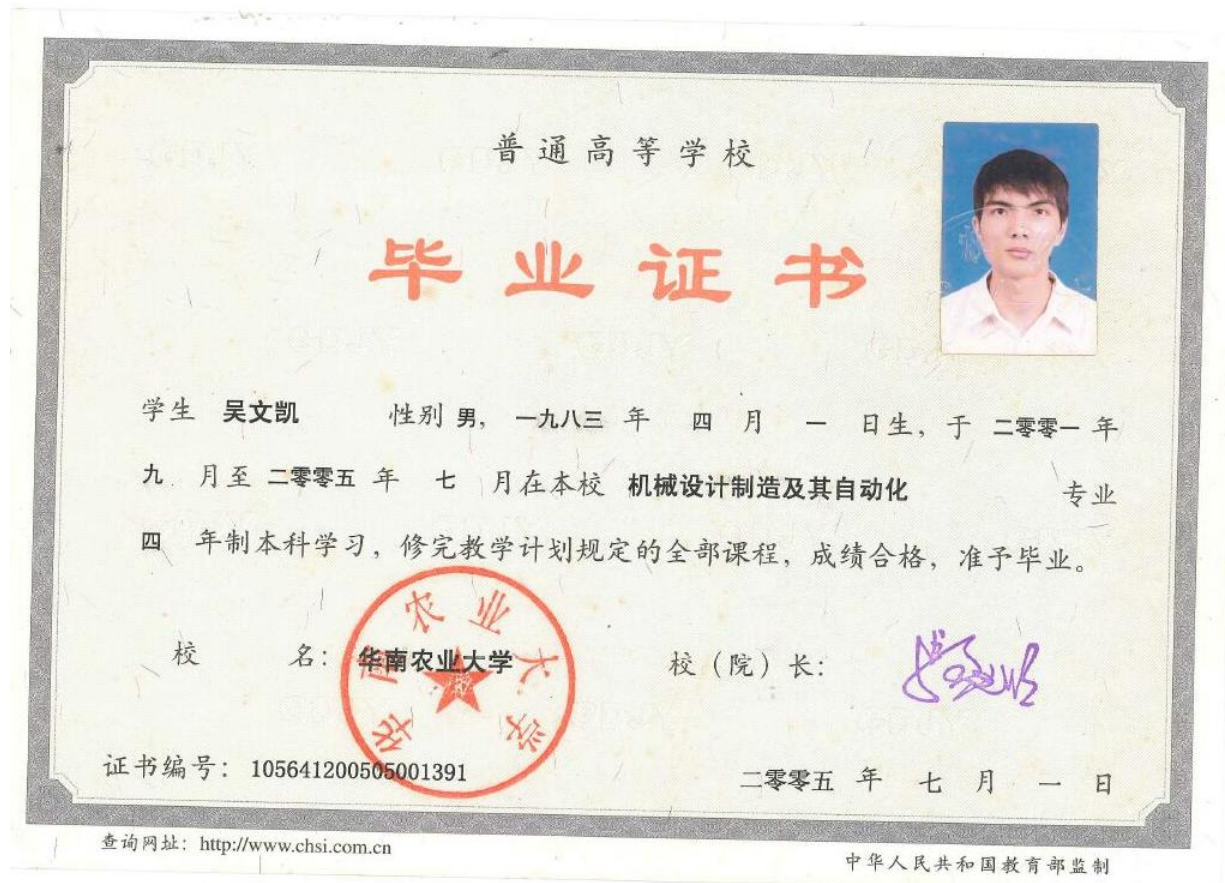 普通高等学校
毕业证书
学生 吴文凯 性别 男, 一九八三 年 四 月 一 日生, 于 二零零一 年
九 月至 二零零五 年 七 月在本校 机械设计制造及其自动化 专业
四 年制本科学习, 修完教学计划规定的全部课程, 成绩合格, 准予毕业。
华南农业大学
校 名: 华南农业大学 校(院)长:
证书编号: 105641200505001391 二零零五 年 七 月 一 日
查询网址: http://www.chsi.com.cn 中华人民共和国教育部监制